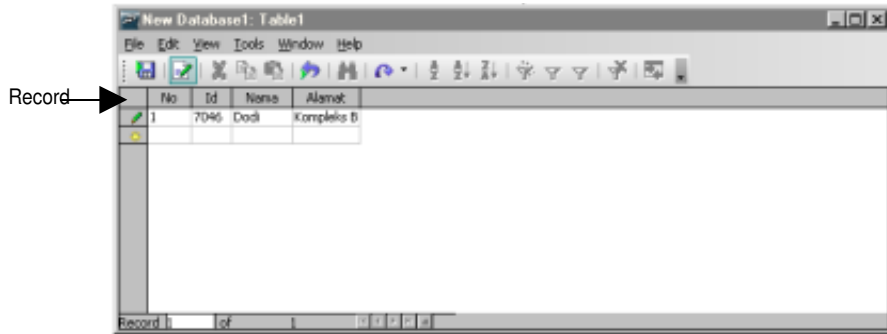 New Database1: Table1
File Edit View Tools Window Help
Record
No Id Nama Alamat
1 7046 Dodi Kompleks B
Record 1 of 1